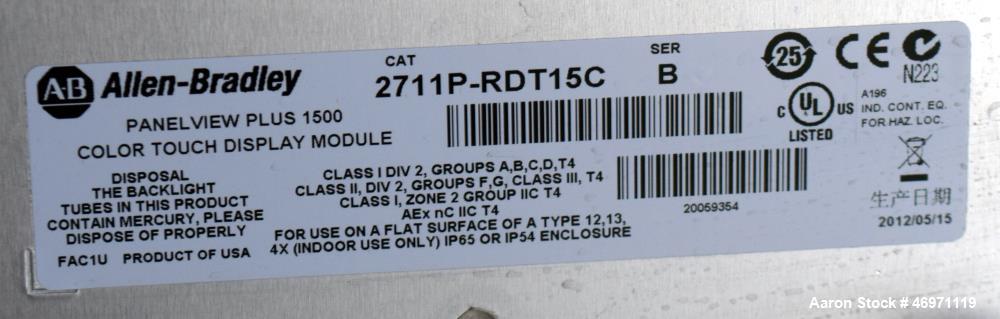 A·B Allen-Bradley
CAT
2711P-RDT15C
SER
B
25
CE
N223
PANELVIEW PLUS 1500
COLOR TOUCH DISPLAY MODULE
C UL US
LISTED
A196
IND. CONT. EQ.
FOR HAZ. LOC.
DISPOSAL
THE BACKLIGHT
TUBES IN THIS PRODUCT
CONTAIN MERCURY, PLEASE
DISPOSE OF PROPERLY
FAC1U PRODUCT OF USA
CLASS I DIV 2, GROUPS A,B,C,D,T4
CLASS II, DIV 2, GROUPS F,G, CLASS III, T4
CLASS I, ZONE 2 GROUP IIC T4
AEx nC IIC T4
FOR USE ON A FLAT SURFACE OF A TYPE 12,13,
4X (INDOOR USE ONLY) IP65 OR IP54 ENCLOSURE
20059354
生产日期
2012/05/15
Aaron Stock # 46971119